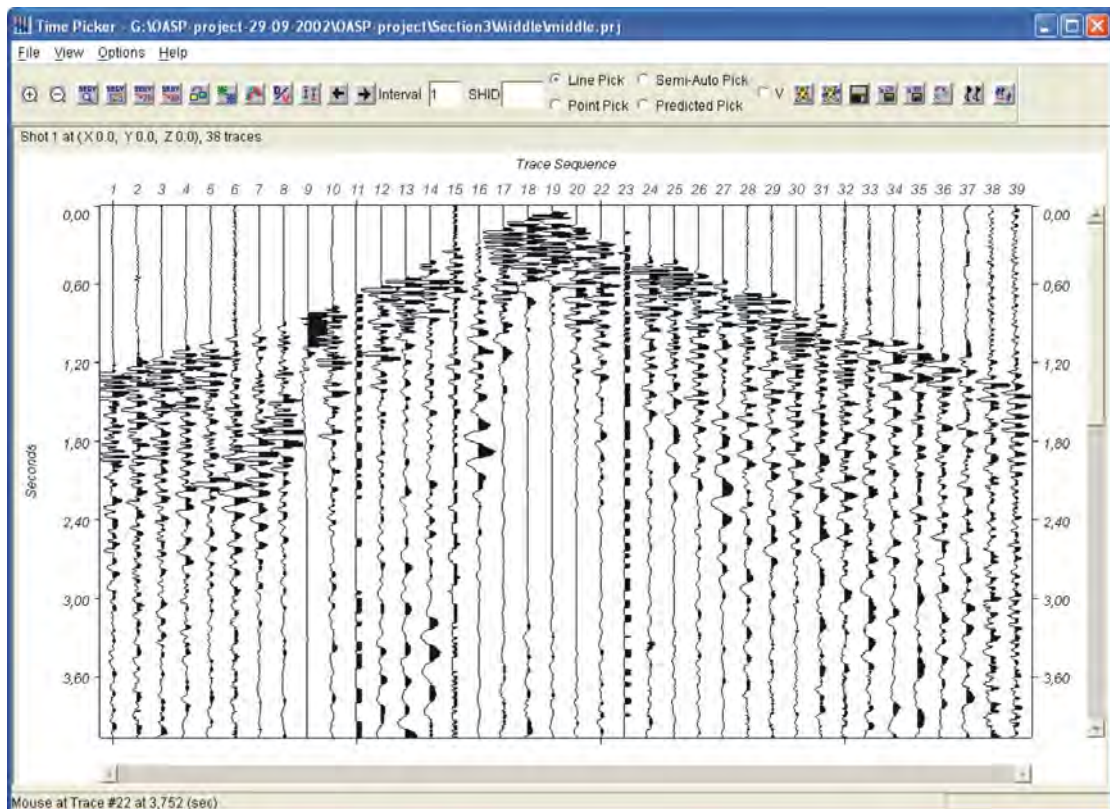 Time Picker - G:\OASP-project-29-09-2002\OASP-project\Section3\Middle\middle.prj
File View Options Help
Interval 1 SHID Line Pick Semi-Auto Pick V
Point Pick Predicted Pick
Shot 1 at (X 0.0, Y 0.0, Z 0.0), 38 traces
Trace Sequence
1 2 3 4 5 6 7 8 9 10 11 12 13 14 15 16 17 18 19 20 22 23 24 25 26 27 28 29 30 31 32 33 34 35 36 37 38 39
0,00 0,00
0,60 0,60
1,20 1,20
1,80 1,80
2,40 2,40
3,00 3,00
3,60 3,60
Seconds
Mouse at Trace #22 at 3,752 (sec)